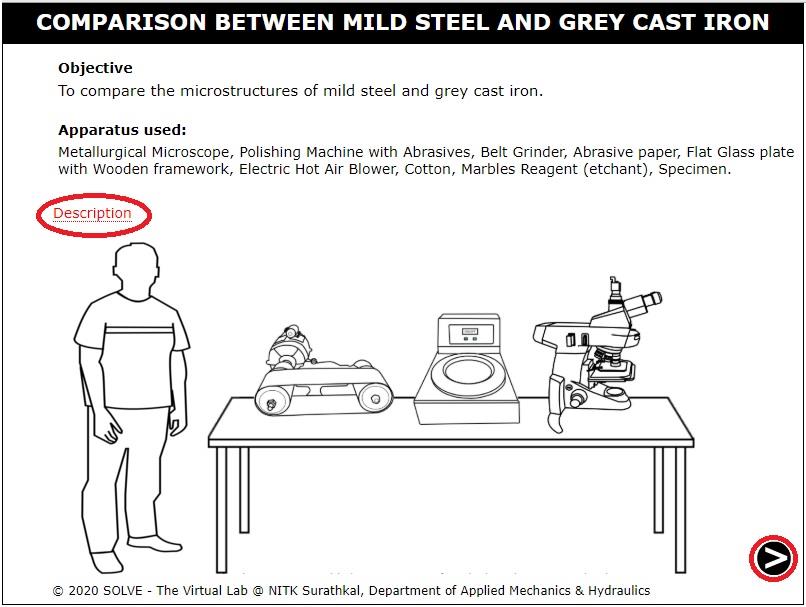 COMPARISON BETWEEN MILD STEEL AND GREY CAST IRON
Objective
To compare the microstructures of mild steel and grey cast iron.
Apparatus used:
Metallurgical Microscope, Polishing Machine with Abrasives, Belt Grinder, Abrasive paper, Flat Glass plate
with Wooden framework, Electric Hot Air Blower, Cotton, Marbles Reagent (etchant), Specimen.
Description
© 2020 SOLVE - The Virtual Lab @ NITK Surathkal, Department of Applied Mechanics & Hydraulics